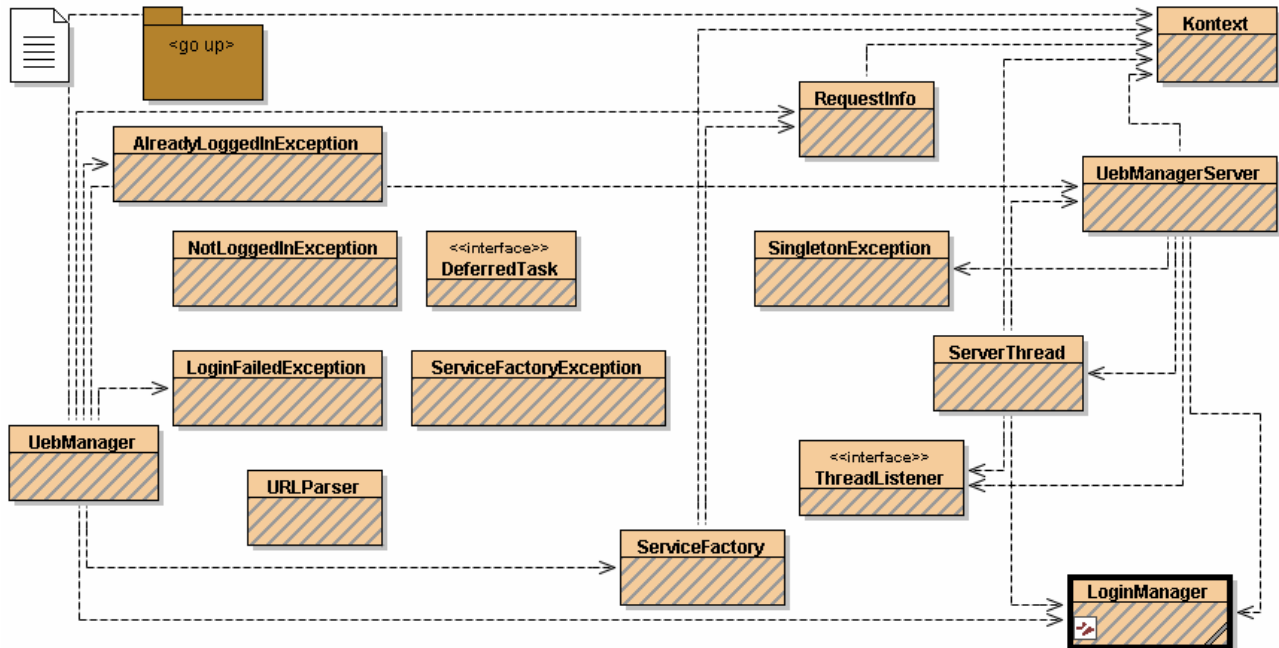 <go up>
Kontext
RequestInfo
AlreadyLoggedInException
UebManagerServer
NotLoggedInException
<<interface>>
DeferredTask
SingletonException
ServerThread
LoginFailedException
ServiceFactoryException
UebManager
<<interface>>
ThreadListener
URLParser
ServiceFactory
LoginManager